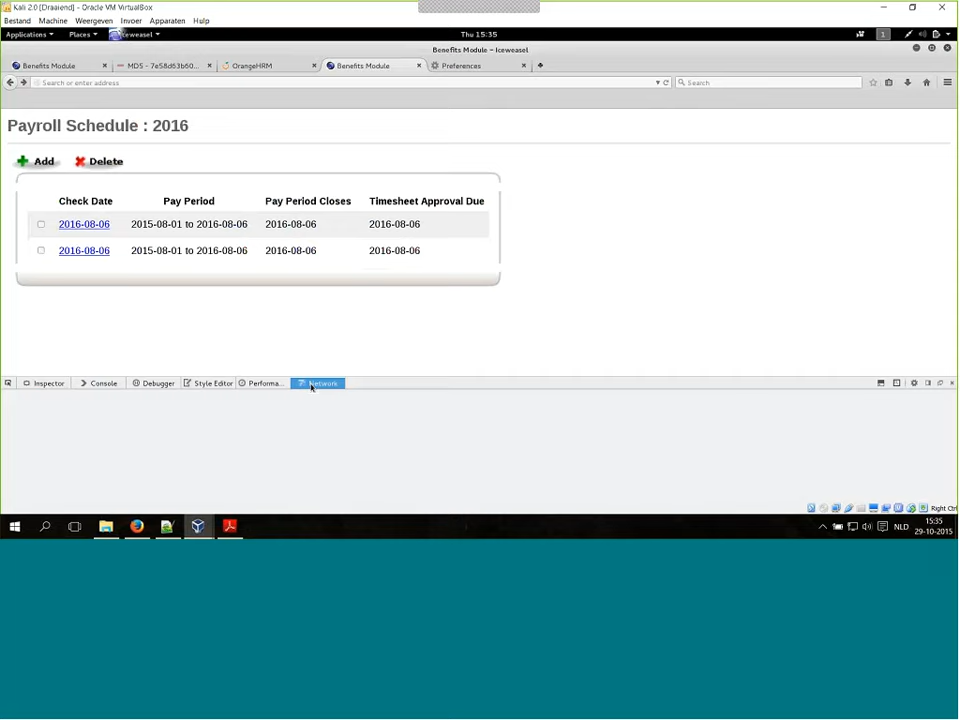 Kali 2.0 [Draaiend] - Oracle VM VirtualBox
Bestand Machine Weergeven Invoer Apparaten Hulp
Applications Places Iceweasel Thu 15:35 1
Benefits Module - Iceweasel
Benefits Module MD5 - 7e58d63b60... OrangeHRM Benefits Module Preferences
Search or enter address Search
Payroll Schedule : 2016
Add Delete
Check Date Pay Period Pay Period Closes Timesheet Approval Due
2016-08-06 2015-08-01 to 2016-08-06 2016-08-06 2016-08-06
2016-08-06 2015-08-01 to 2016-08-06 2016-08-06 2016-08-06
Inspector Console Debugger Style Editor Performa... Network
Right Ctrl
NLD 15:35
29-10-2015